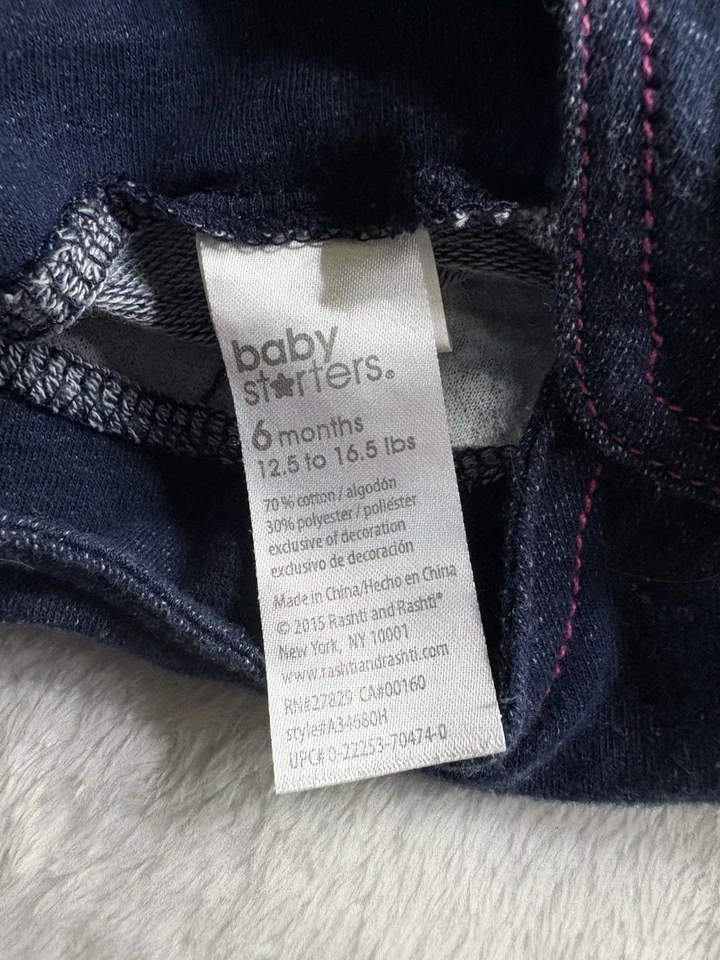 baby
starters®
6 months
12.5 to 16.5 lbs
70% cotton / algodón
30% polyester / poliéster
exclusive of decoration
exclusivo de decoración
Made in China/Hecho en China
© 2015 Rashti and Rashti®
New York, NY 10001
www.rashtiandrashti.com
RN#27829 CA#00160
style#A34680H
UPC# 0-22253-70474-0